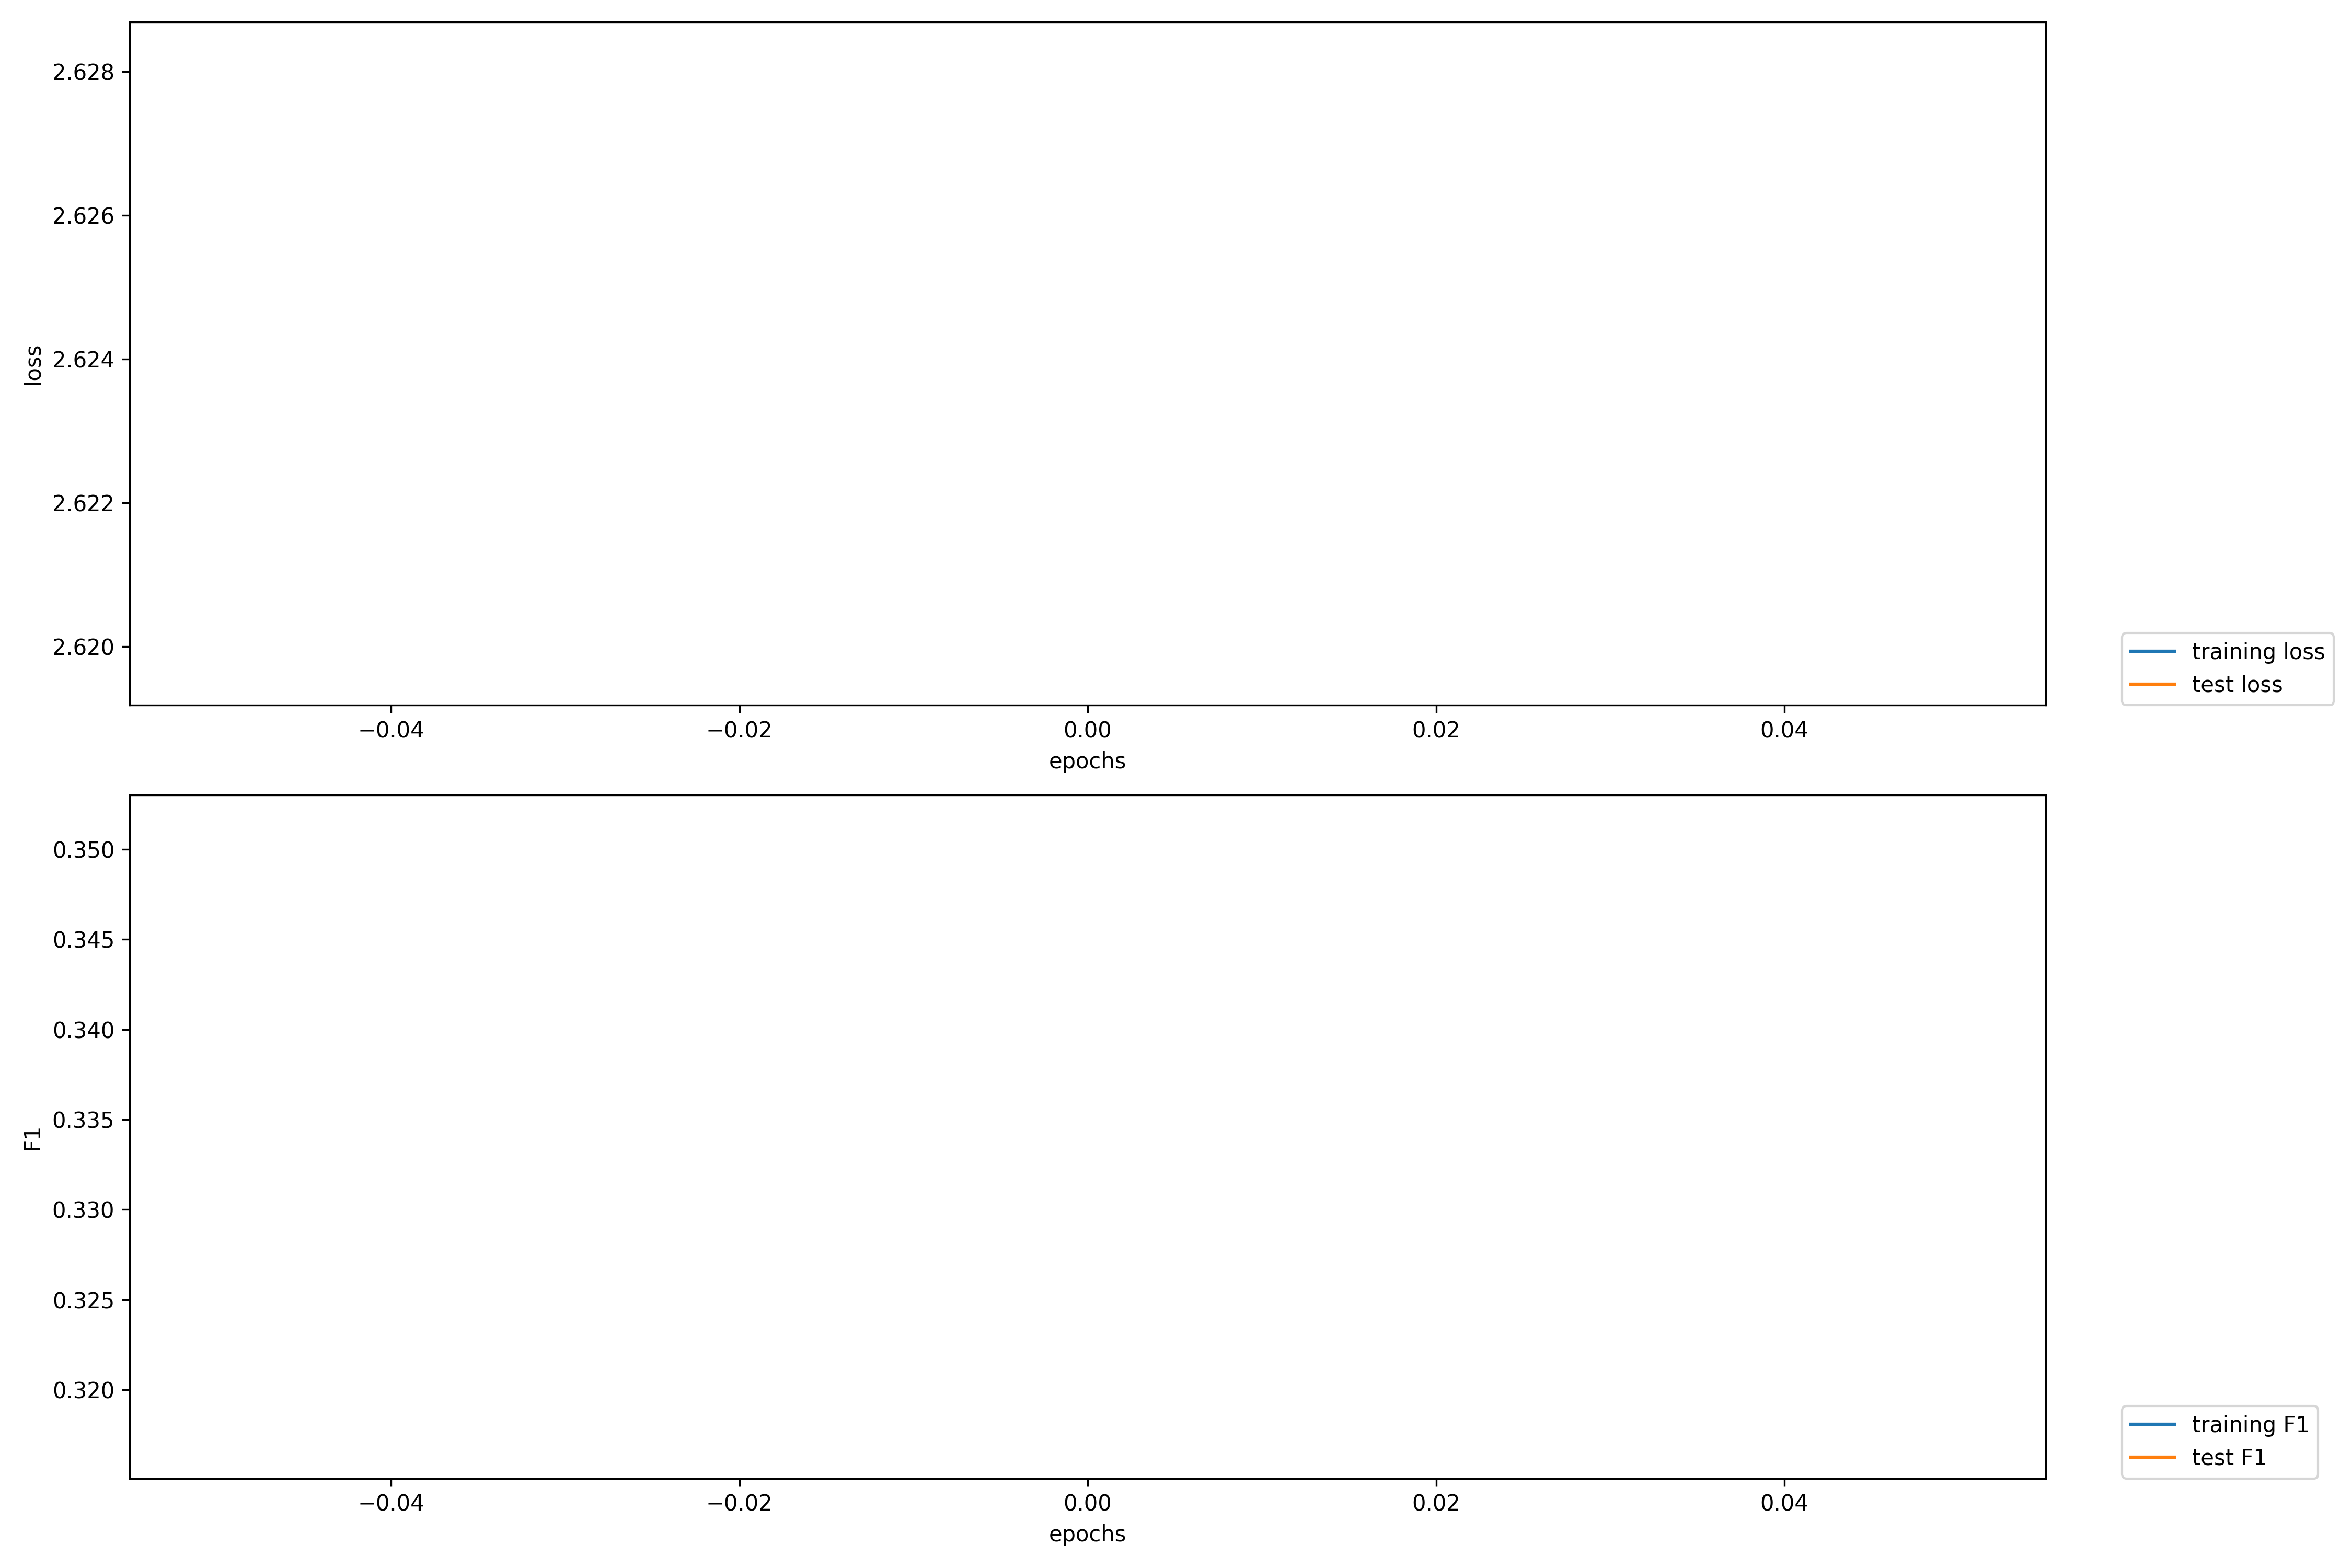 2.628
2.626
2.624
2.622
2.620
loss
−0.04 −0.02 0.00 0.02 0.04
epochs
training loss
test loss
0.350
0.345
0.340
0.335
0.330
0.325
0.320
F1
−0.04 −0.02 0.00 0.02 0.04
epochs
training F1
test F1